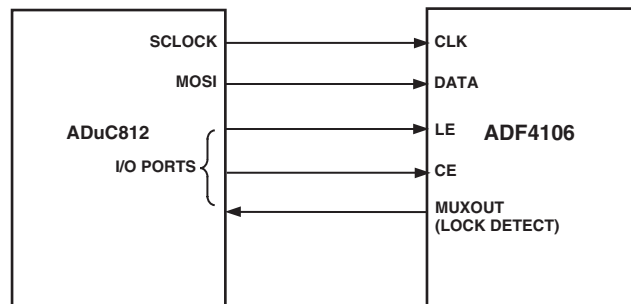 SCLOCK
CLK
MOSI
DATA
ADuC812
LE
ADF4106
I/O PORTS
CE
MUXOUT
(LOCK DETECT)